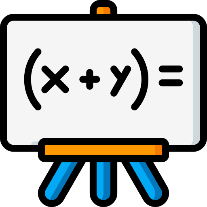 (x + y) =